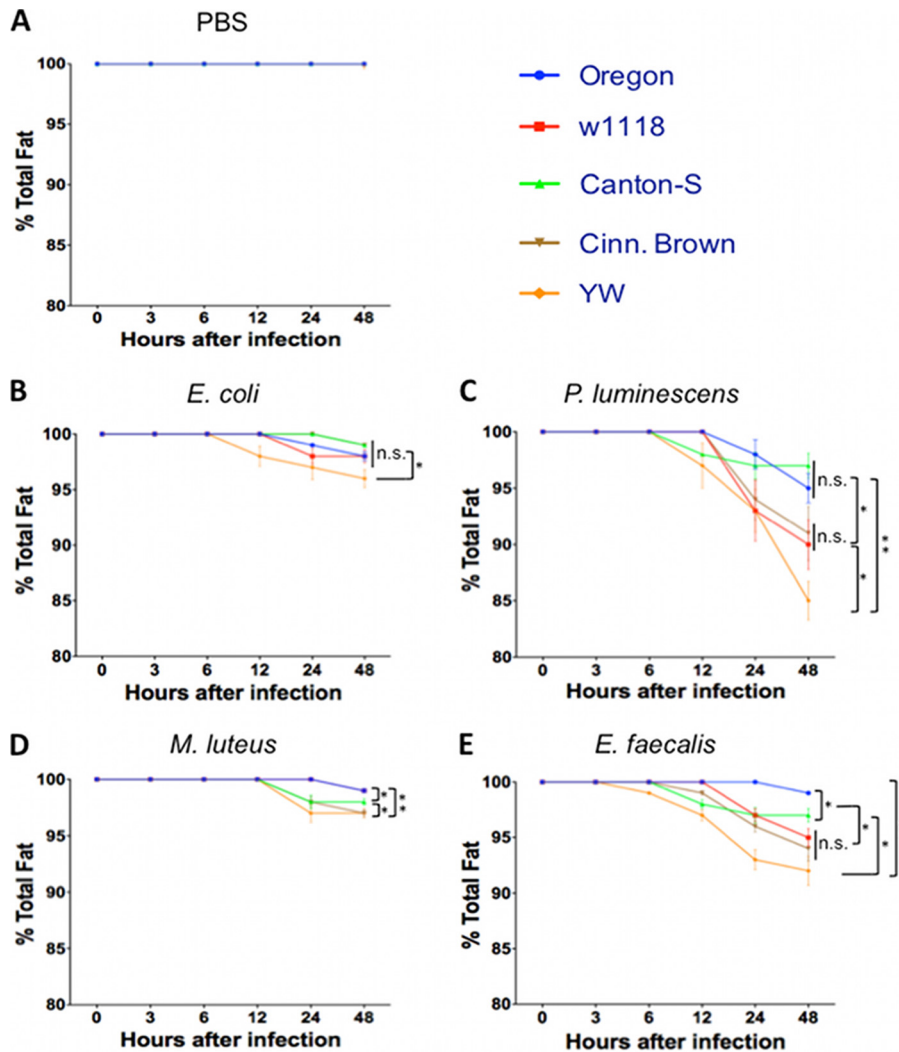 A
PBS
100
95
90
85
80
% Total Fat
0 3 6 12 24 48
Hours after infection
Oregon
w1118
Canton-S
Cinn. Brown
YW
B
E. coli
100
95
90
85
80
% Total Fat
n.s.
*
0 3 6 12 24 48
Hours after infection
C
P. luminescens
100
95
90
85
80
% Total Fat
n.s.
*
n.s.
**
*
0 3 6 12 24 48
Hours after infection
D
M. luteus
100
95
90
85
80
% Total Fat
*
*
**
0 3 6 12 24 48
Hours after infection
E
E. faecalis
100
95
90
85
80
% Total Fat
*
*
n.s.
*
0 3 6 12 24 48
Hours after infection